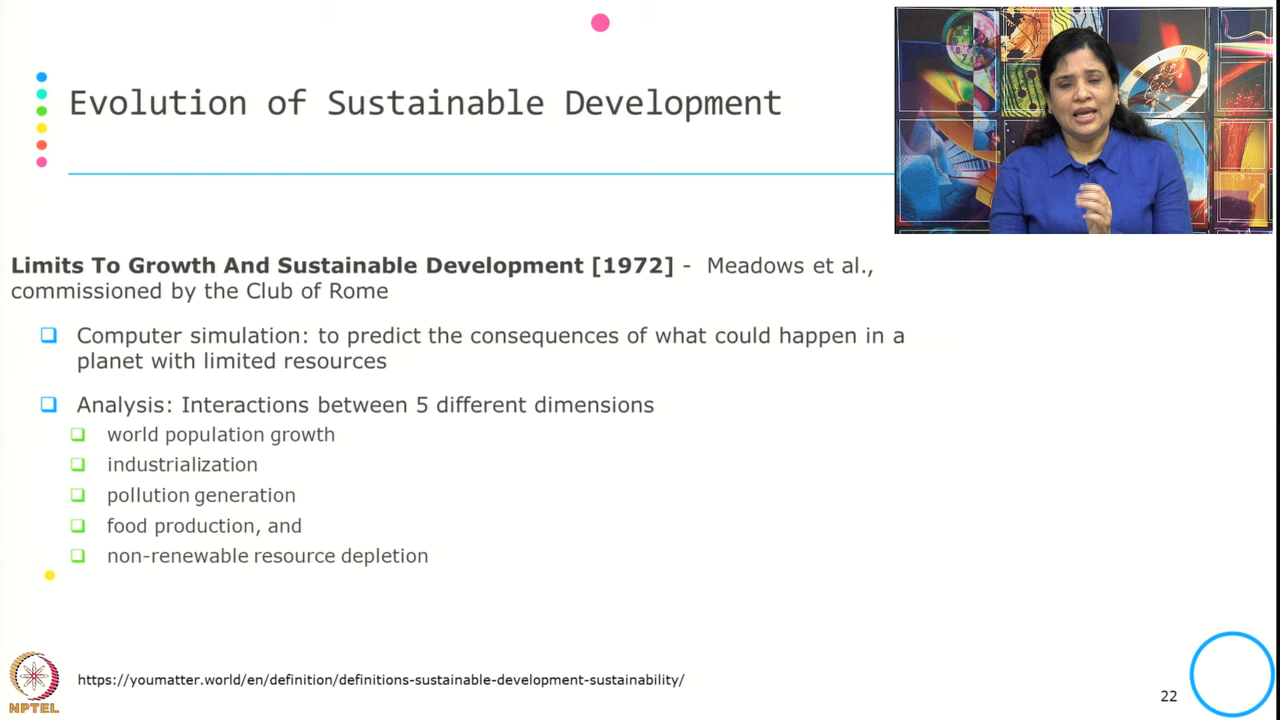 Evolution of Sustainable Development
Limits To Growth And Sustainable Development [1972] - Meadows et al.,
commissioned by the Club of Rome
Computer simulation: to predict the consequences of what could happen in a
planet with limited resources
Analysis: Interactions between 5 different dimensions
world population growth
industrialization
pollution generation
food production, and
non-renewable resource depletion
NPTEL
https://youmatter.world/en/definition/definitions-sustainable-development-sustainability/
22